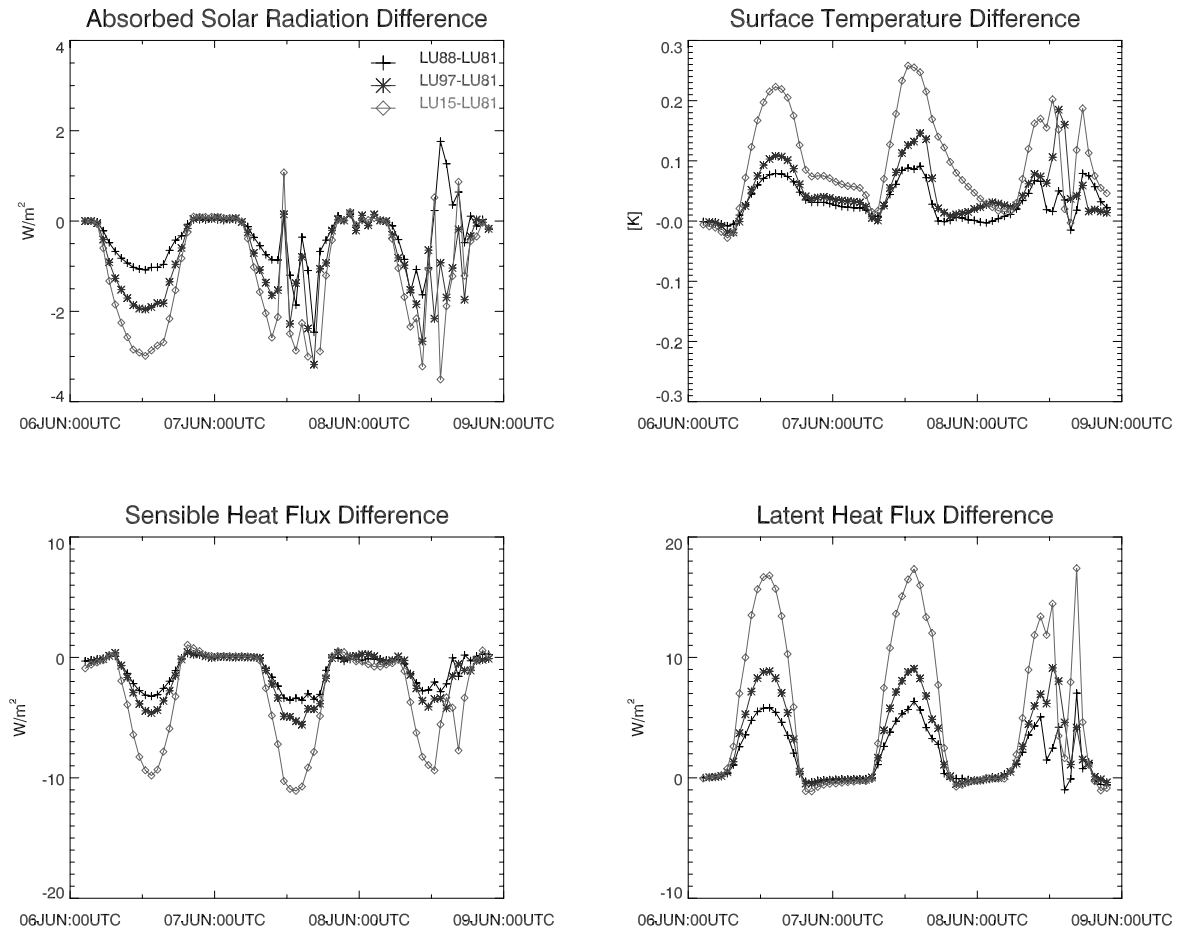 Absorbed Solar Radiation Difference
4
2
0
-2
-4
W/m²
LU88-LU81
LU97-LU81
LU15-LU81
06JUN:00UTC 07JUN:00UTC 08JUN:00UTC 09JUN:00UTC
Surface Temperature Difference
0.3
0.2
0.1
-0.0
-0.1
-0.2
-0.3
[K]
06JUN:00UTC 07JUN:00UTC 08JUN:00UTC 09JUN:00UTC
Sensible Heat Flux Difference
10
0
-10
-20
W/m²
06JUN:00UTC 07JUN:00UTC 08JUN:00UTC 09JUN:00UTC
Latent Heat Flux Difference
20
10
0
-10
W/m²
06JUN:00UTC 07JUN:00UTC 08JUN:00UTC 09JUN:00UTC